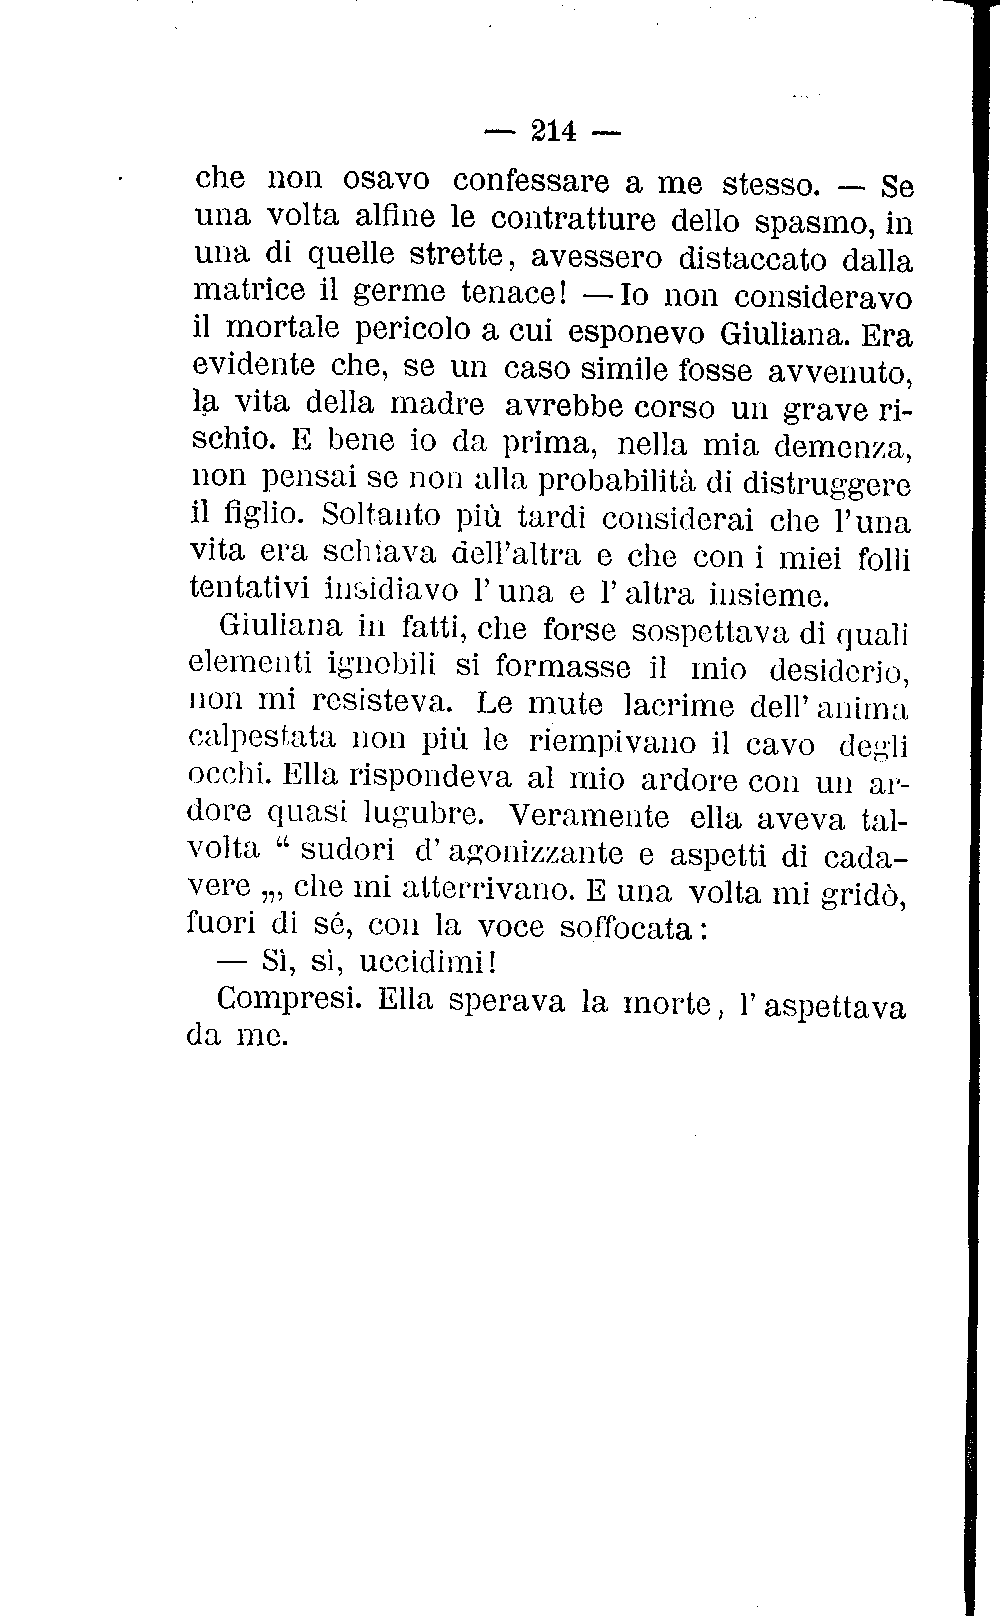 — 214 —
che non osavo confessare a me stesso. — Se
una volta alfine le contratture dello spasmo, in
una di quelle strette, avessero distaccato dalla
matrice il germe tenace! — Io non consideravo
il mortale pericolo a cui esponevo Giuliana. Era
evidente che, se un caso simile fosse avvenuto,
la vita della madre avrebbe corso un grave ri-
schio. E bene io da prima, nella mia demenza,
non pensai se non alla probabilità di distruggere
il figlio. Soltanto più tardi considerai che l'una
vita era schiava dell'altra e che con i miei folli
tentativi insidiavo l' una e l' altra insieme.
Giuliana in fatti, che forse sospettava di quali
elementi ignobili si formasse il mio desiderio,
non mi resisteva. Le mute lacrime dell' anima
calpestata non più le riempivano il cavo degli
occhi. Ella rispondeva al mio ardore con un ar-
dore quasi lugubre. Veramente ella aveva tal-
volta “ sudori d' agonizzante e aspetti di cada-
vere „, che mi atterrivano. E una volta mi gridò,
fuori di sé, con la voce soffocata:
— Sì, sì, uccidimi!
Compresi. Ella sperava la morte, l' aspettava
da me.